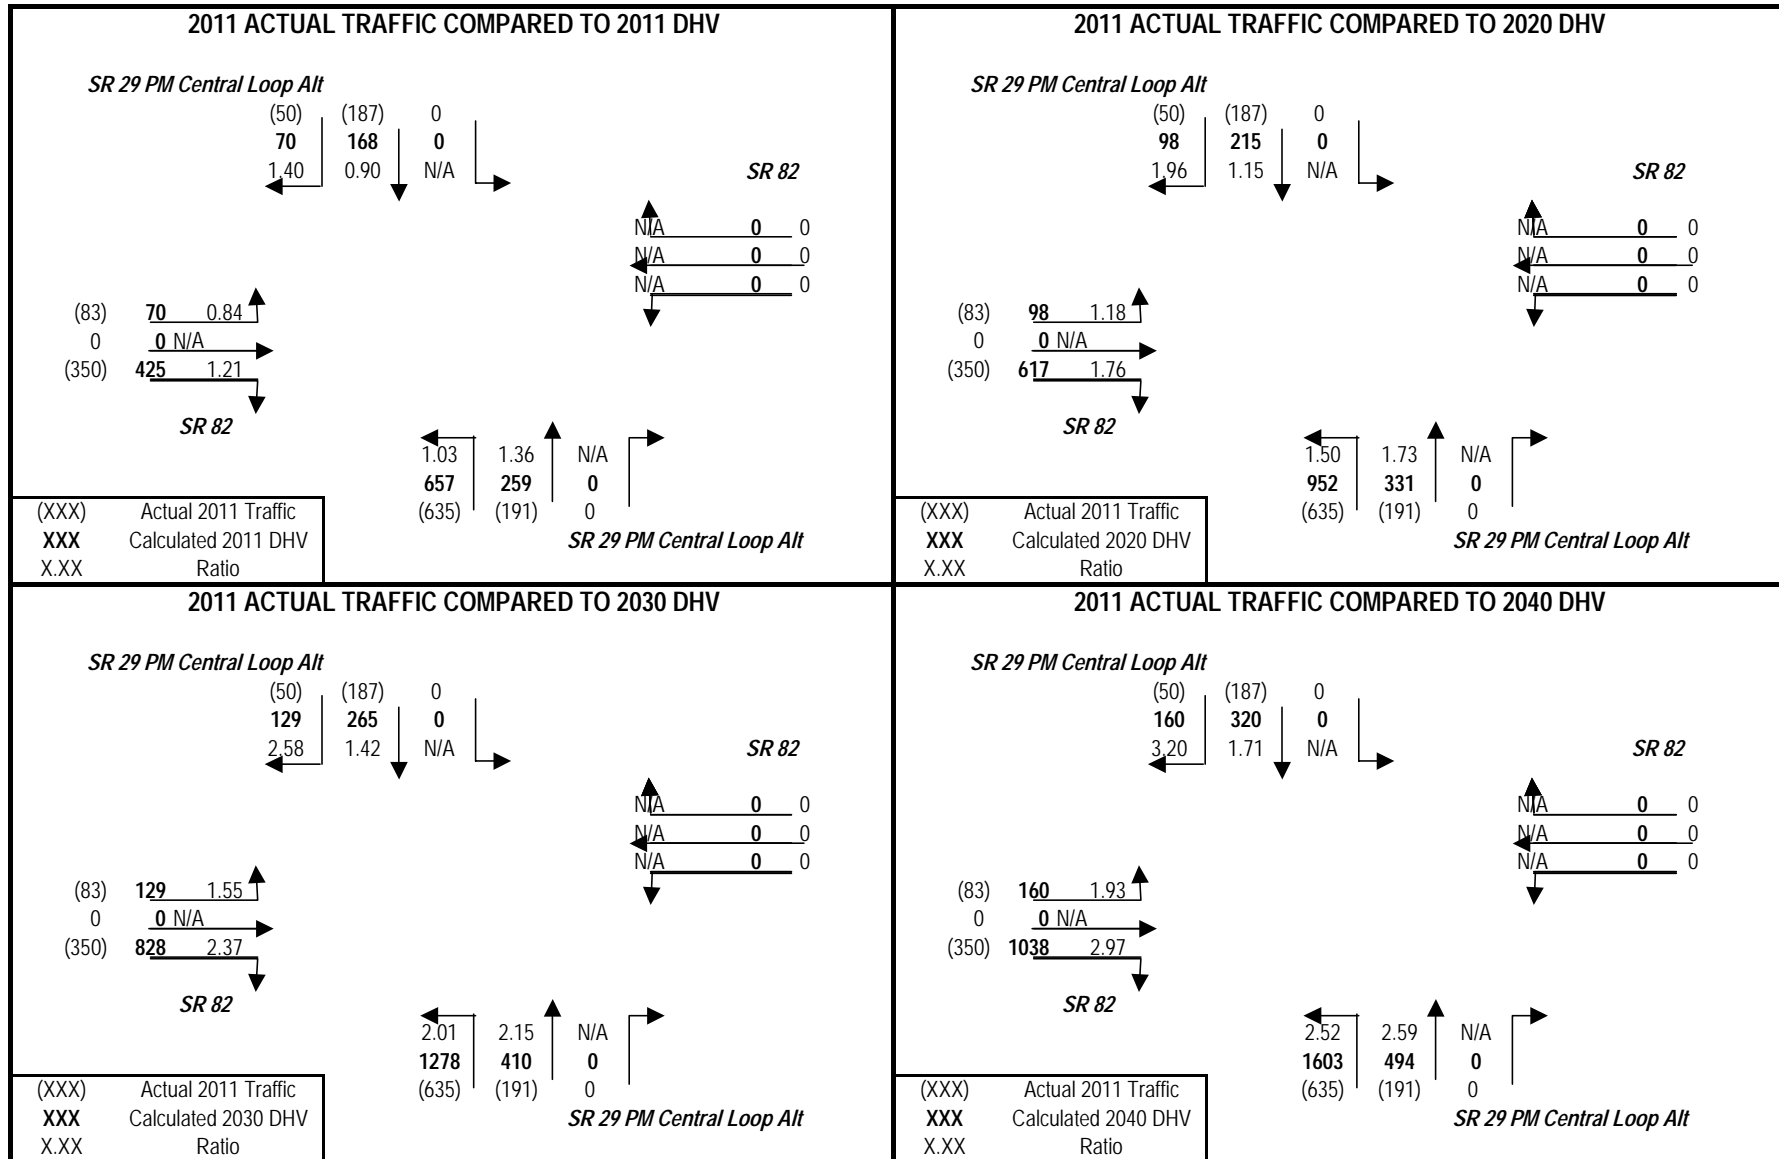 2011 ACTUAL TRAFFIC COMPARED TO 2011 DHV
SR 29 PM Central Loop Alt
(50) (187) 0
70 168 0
1.40 0.90 N/A
SR 82
N/A 0 0
N/A 0 0
N/A 0 0
(83) 70 0.84
0 0 N/A
(350) 425 1.21
SR 82
1.03 1.36 N/A
657 259 0
(635) (191) 0
SR 29 PM Central Loop Alt
(XXX) Actual 2011 Traffic
XXX Calculated 2011 DHV
X.XX Ratio
2011 ACTUAL TRAFFIC COMPARED TO 2020 DHV
SR 29 PM Central Loop Alt
(50) (187) 0
98 215 0
1.96 1.15 N/A
SR 82
N/A 0 0
N/A 0 0
N/A 0 0
(83) 98 1.18
0 0 N/A
(350) 617 1.76
SR 82
1.50 1.73 N/A
952 331 0
(635) (191) 0
SR 29 PM Central Loop Alt
(XXX) Actual 2011 Traffic
XXX Calculated 2020 DHV
X.XX Ratio
2011 ACTUAL TRAFFIC COMPARED TO 2030 DHV
SR 29 PM Central Loop Alt
(50) (187) 0
129 265 0
2.58 1.42 N/A
SR 82
N/A 0 0
N/A 0 0
N/A 0 0
(83) 129 1.55
0 0 N/A
(350) 828 2.37
SR 82
2.01 2.15 N/A
1278 410 0
(635) (191) 0
SR 29 PM Central Loop Alt
(XXX) Actual 2011 Traffic
XXX Calculated 2030 DHV
X.XX Ratio
2011 ACTUAL TRAFFIC COMPARED TO 2040 DHV
SR 29 PM Central Loop Alt
(50) (187) 0
160 320 0
3.20 1.71 N/A
SR 82
N/A 0 0
N/A 0 0
N/A 0 0
(83) 160 1.93
0 0 N/A
(350) 1038 2.97
SR 82
2.52 2.59 N/A
1603 494 0
(635) (191) 0
SR 29 PM Central Loop Alt
(XXX) Actual 2011 Traffic
XXX Calculated 2040 DHV
X.XX Ratio